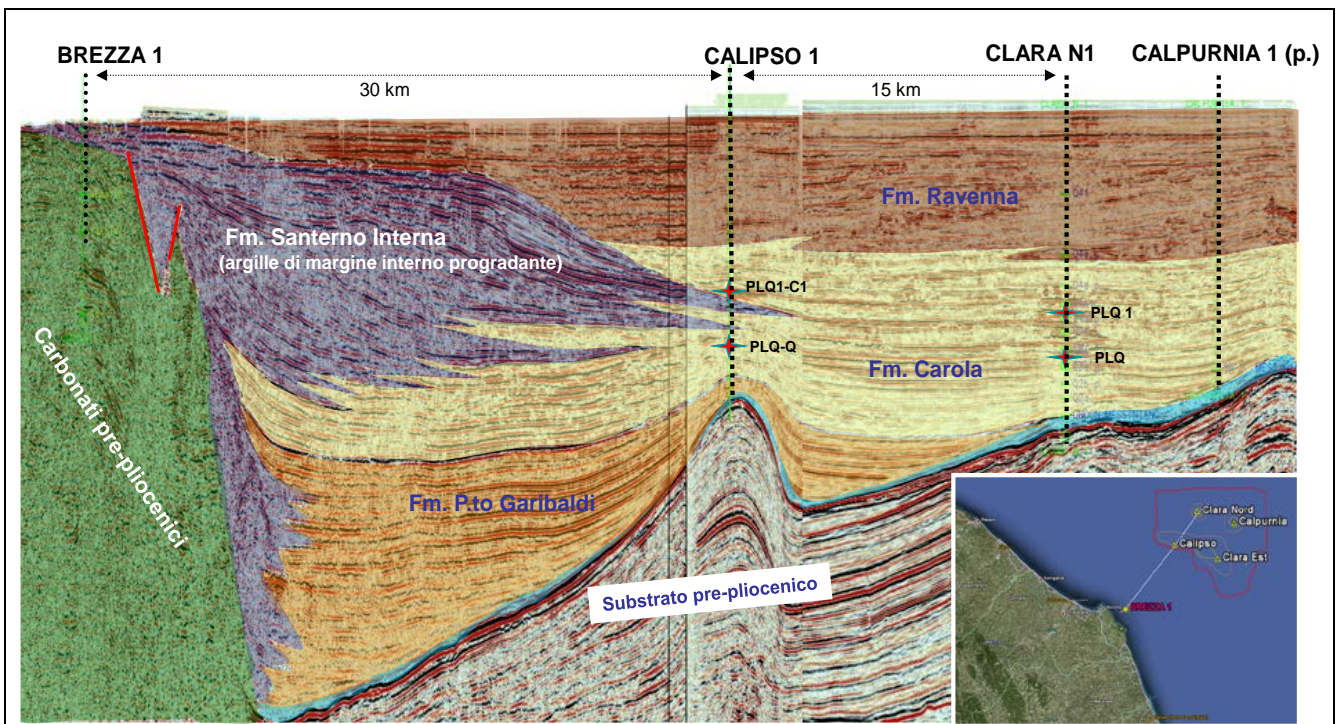 BREZZA 1
CALIPSO 1
CLARA N1
CALPURNIA 1 (p.)
30 km
15 km
Fm. Ravenna
Fm. Santerno Interna
(argille di margine interno progradante)
PLQ1-C1
PLQ 1
PLQ-Q
PLQ
Fm. Carola
Carbonati pre-pliocenici
Fm. P.to Garibaldi
Substrato pre-pliocenico
Clara Nord
Calpurnia
Calipso
Clara Est
BREZZA 1